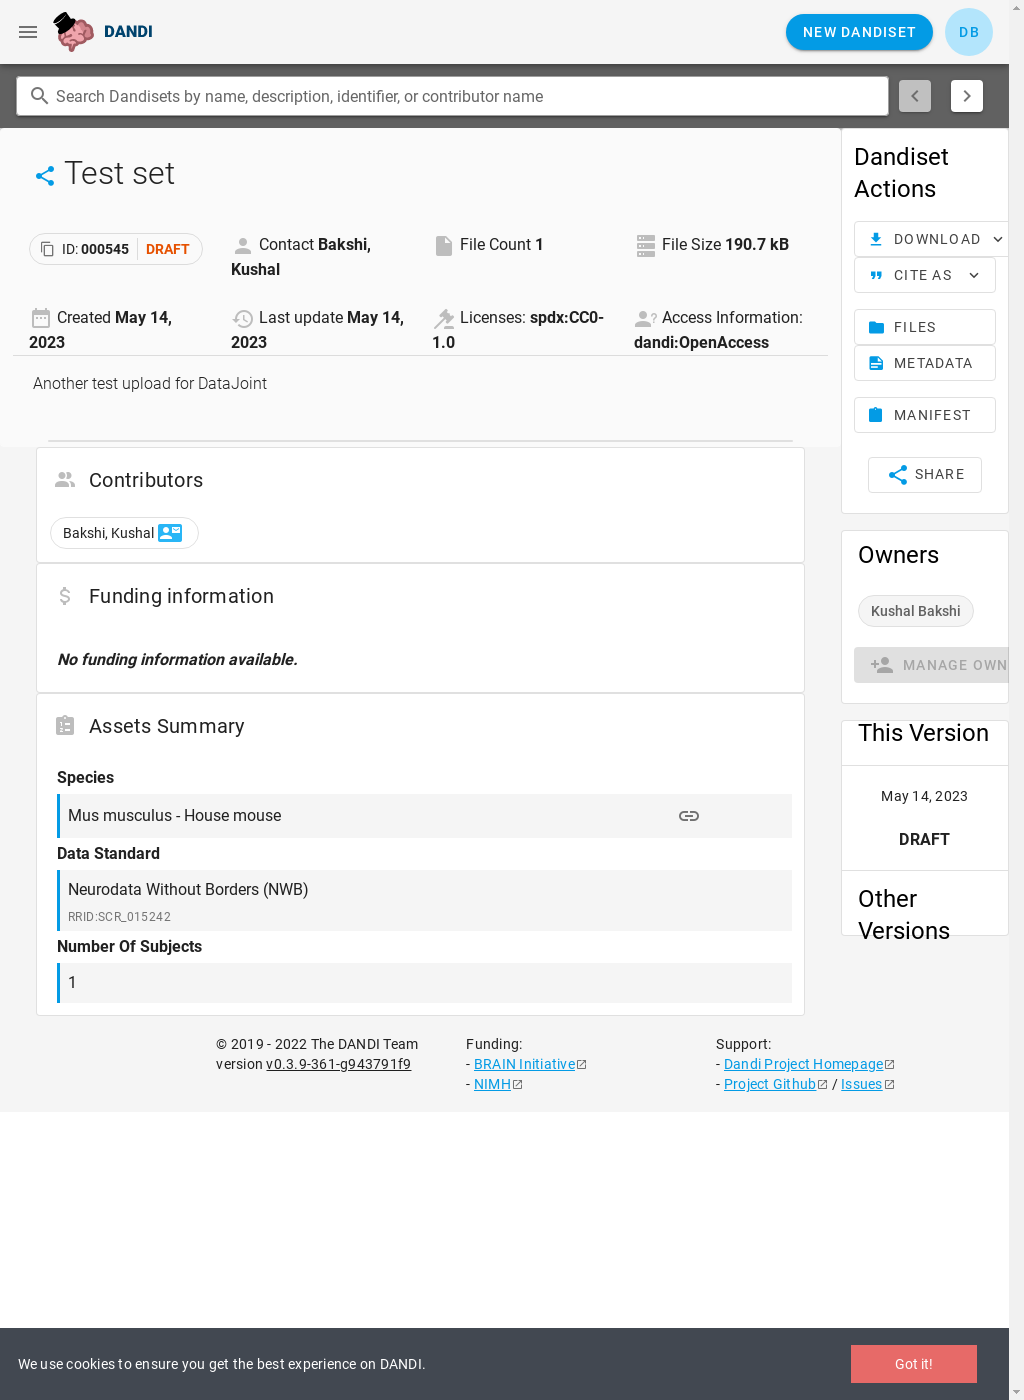 DANDI
NEW DANDISET
DB
Search Dandisets by name, description, identifier, or contributor name
Test set
ID: 000545 DRAFT
Contact Bakshi, Kushal
File Count 1
File Size 190.7 kB
Created May 14, 2023
Last update May 14, 2023
Licenses: spdx:CC0-1.0
Access Information: dandi:OpenAccess
Another test upload for DataJoint
Contributors
Bakshi, Kushal
Funding information
No funding information available.
Assets Summary
Species
Mus musculus - House mouse
Data Standard
Neurodata Without Borders (NWB)
RRID:SCR_015242
Number Of Subjects
1
Dandiset
Actions
DOWNLOAD
CITE AS
FILES
METADATA
MANIFEST
SHARE
Owners
Kushal Bakshi
MANAGE OWN
This Version
May 14, 2023
DRAFT
Other
Versions
© 2019 - 2022 The DANDI Team
version v0.3.9-361-g943791f9
Funding:
- BRAIN Initiative
- NIMH
Support:
- Dandi Project Homepage
- Project Github / Issues
We use cookies to ensure you get the best experience on DANDI.
Got it!